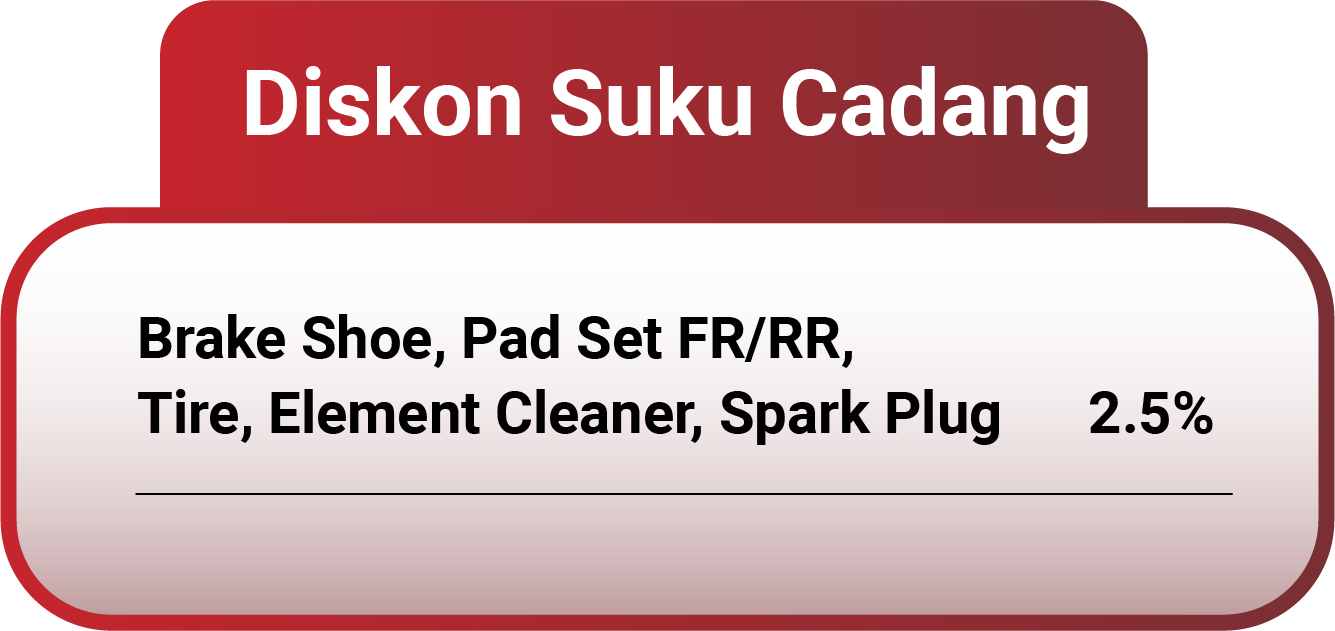 Diskon Suku Cadang
Brake Shoe, Pad Set FR/RR,
Tire, Element Cleaner, Spark Plug 2.5%